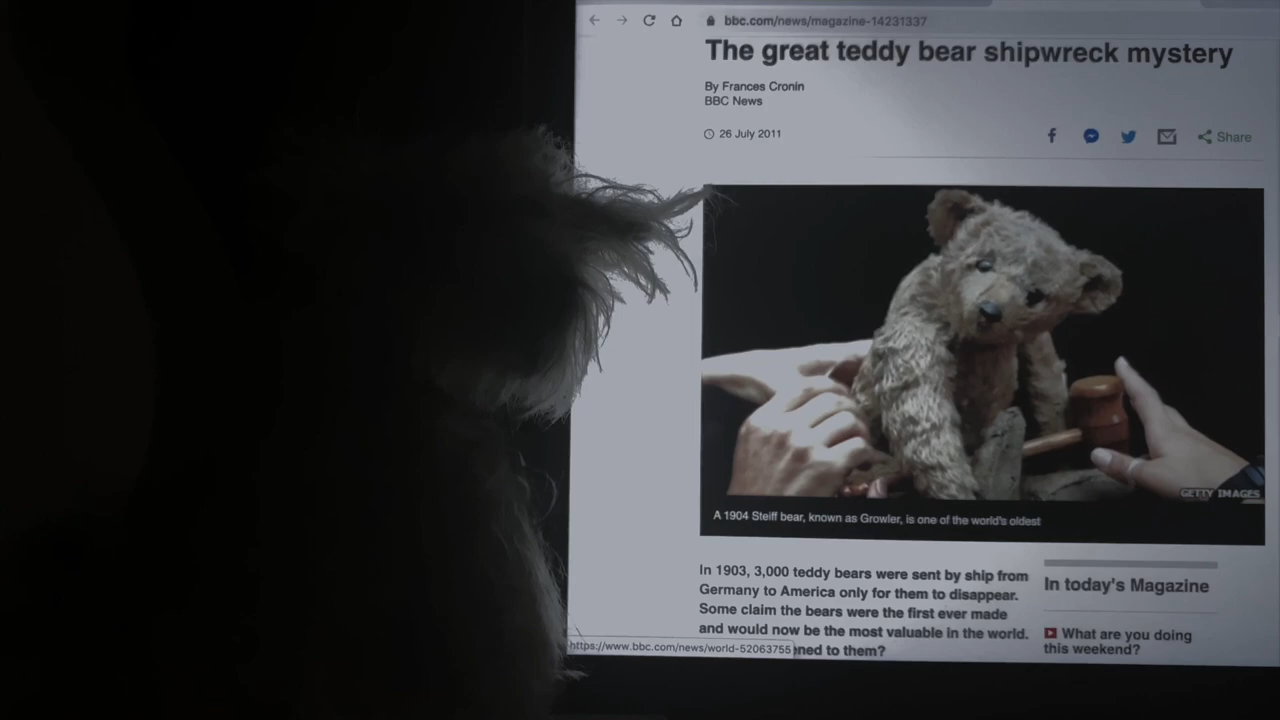 bbc.com/news/magazine-14231337
The great teddy bear shipwreck mystery
By Frances Cronin
BBC News
26 July 2011
Share
GETTY IMAGES
A 1904 Steiff bear, known as Growler, is one of the world's oldest
In 1903, 3,000 teddy bears were sent by ship from
Germany to America only for them to disappear.
Some claim the bears were the first ever made
and would now be the most valuable in the world.
ned to them?
In today's Magazine
What are you doing
this weekend?
https://www.bbc.com/news/world-52063755